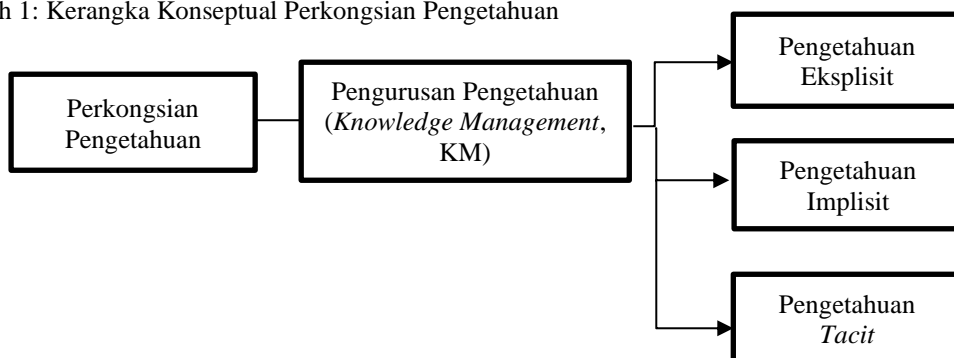 h 1: Kerangka Konseptual Perkongsian Pengetahuan
Perkongsian
Pengetahuan
Pengurusan Pengetahuan
(Knowledge Management,
KM)
Pengetahuan
Eksplisit
Pengetahuan
Implisit
Pengetahuan
Tacit